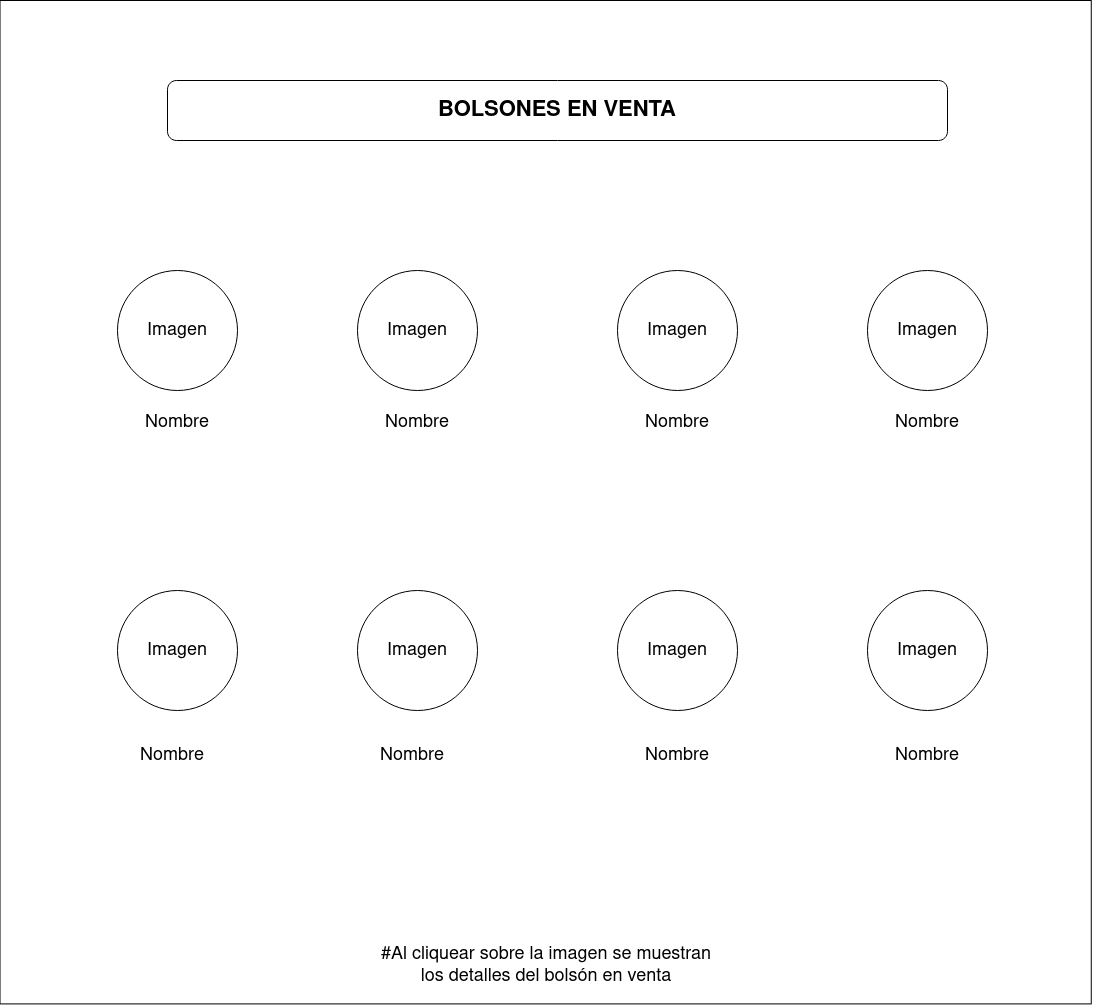 BOLSONES EN VENTA
Imagen Imagen Imagen Imagen
Nombre Nombre Nombre Nombre
Imagen Imagen Imagen Imagen
Nombre Nombre Nombre Nombre
#Al cliquear sobre la imagen se muestran
los detalles del bolsón en venta